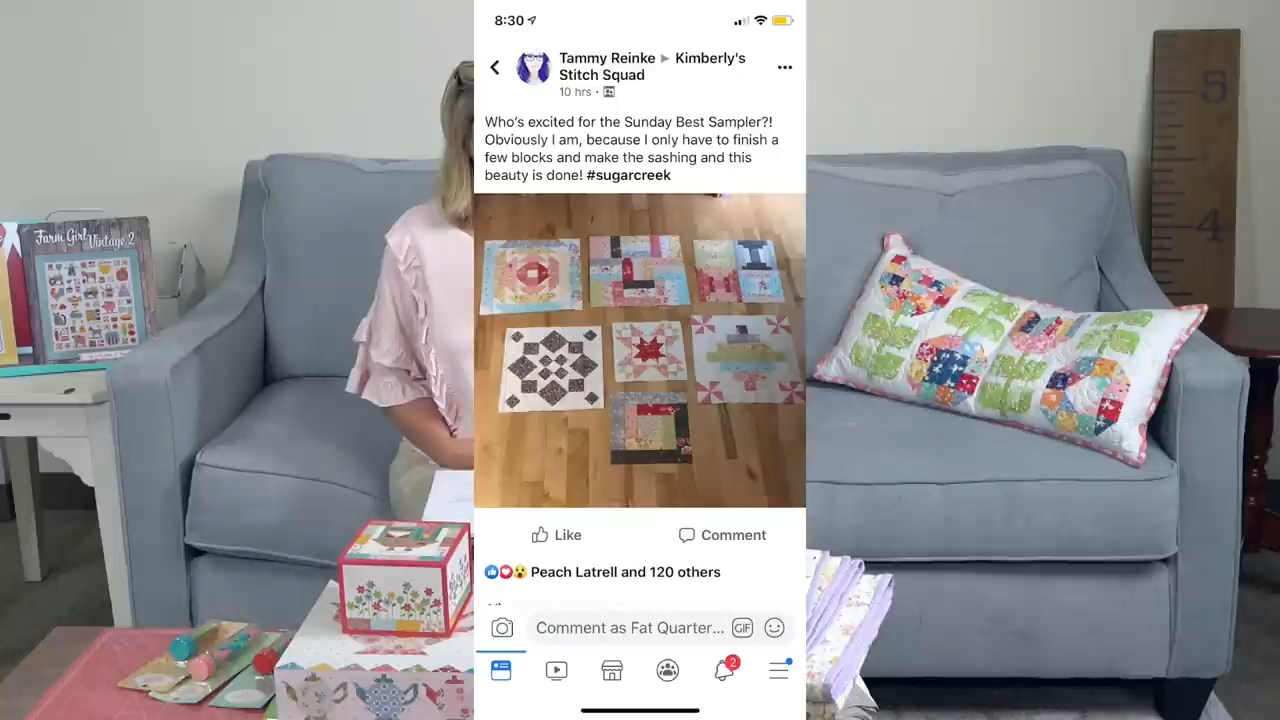 8:30
Tammy Reinke ▶ Kimberly's
Stitch Squad
10 hrs ·
Who's excited for the Sunday Best Sampler?!
Obviously I am, because I only have to finish a
few blocks and make the sashing and this
beauty is done! #sugarcreek
Like
Comment
Peach Latrell and 120 others
Comment as Fat Quarter...
GIF
2
Farm Girl Vintage 2
5
4